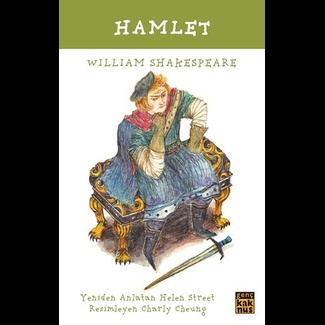 HAMLET
WILLIAM SHAKESPEARE
Yeniden Anlatan Helen Street
Resimleyen Charly Cheung
genç
kak
nus